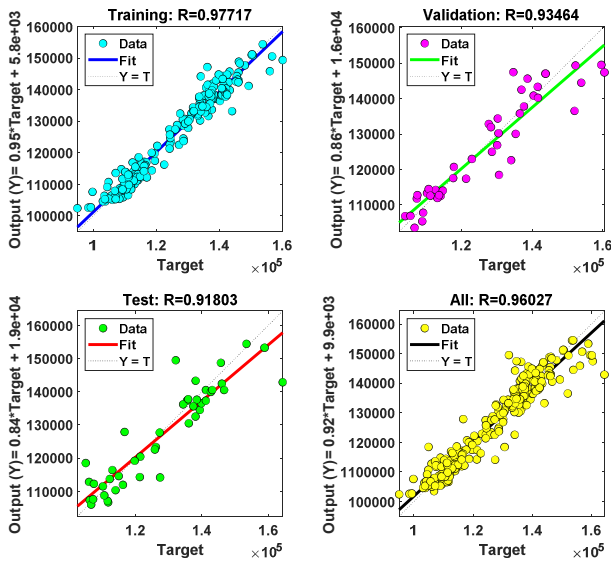 Training: R=0.97717
Output (Y)= 0.95*Target + 5.8e+03
160000
150000
140000
130000
120000
110000
100000
Data
Fit
Y = T
1
1.2
1.4
1.6
Target
×10^5
Validation: R=0.93464
Output (Y)= 0.86*Target + 1.6e+04
160000
150000
140000
130000
120000
110000
Data
Fit
Y = T
1.2
1.4
1.6
Target
×10^5
Test: R=0.91803
Output (Y)= 0.84*Target + 1.9e+04
160000
150000
140000
130000
120000
110000
Data
Fit
Y = T
1.2
1.4
1.6
Target
×10^5
All: R=0.96027
Output (Y)= 0.92*Target + 9.9e+03
160000
150000
140000
130000
120000
110000
100000
Data
Fit
Y = T
1
1.2
1.4
1.6
Target
×10^5